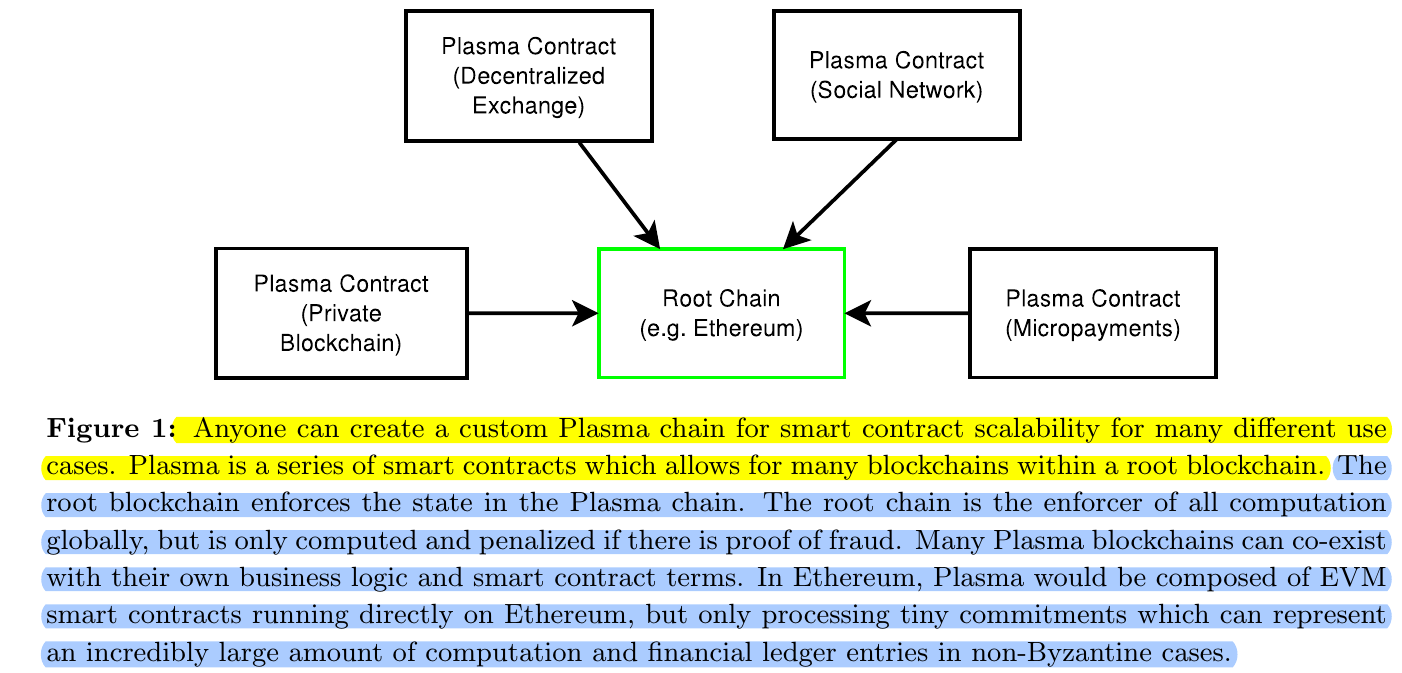 Plasma Contract
(Decentralized
Exchange)
Plasma Contract
(Social Network)
Plasma Contract
(Private
Blockchain)
Root Chain
(e.g. Ethereum)
Plasma Contract
(Micropayments)
Figure 1: Anyone can create a custom Plasma chain for smart contract scalability for many different use
cases. Plasma is a series of smart contracts which allows for many blockchains within a root blockchain. The
root blockchain enforces the state in the Plasma chain. The root chain is the enforcer of all computation
globally, but is only computed and penalized if there is proof of fraud. Many Plasma blockchains can co-exist
with their own business logic and smart contract terms. In Ethereum, Plasma would be composed of EVM
smart contracts running directly on Ethereum, but only processing tiny commitments which can represent
an incredibly large amount of computation and financial ledger entries in non-Byzantine cases.